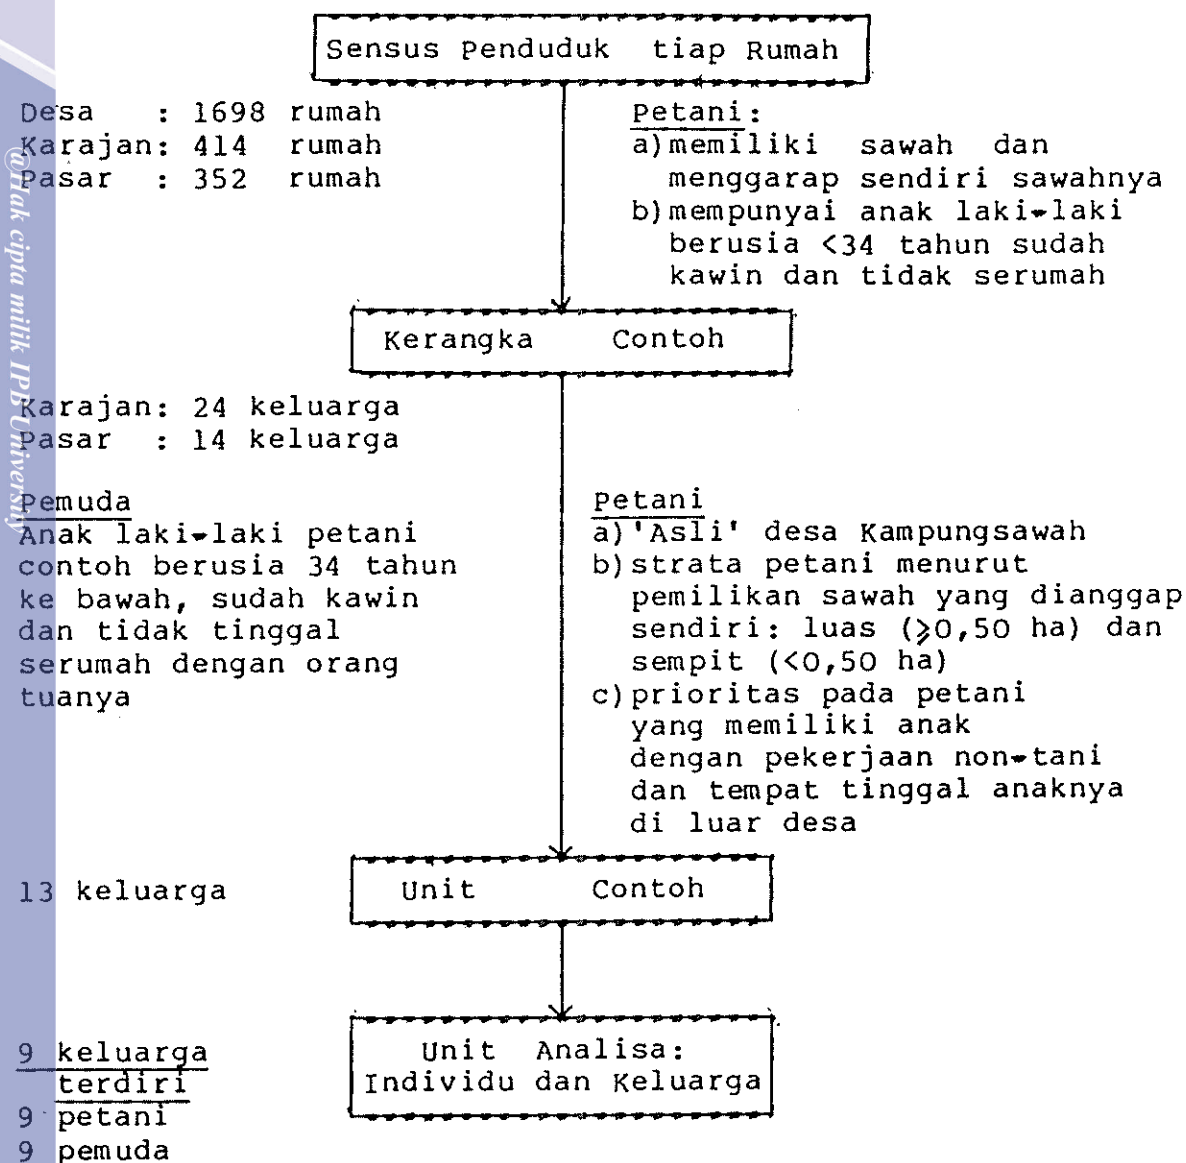 Sensus Penduduk tiap Rumah
Desa : 1698 rumah
Karajan: 414 rumah
Pasar : 352 rumah
Petani:
a)memiliki sawah dan
menggarap sendiri sawahnya
b)mempunyai anak laki-laki
berusia <34 tahun sudah
kawin dan tidak serumah
Kerangka Contoh
Karajan: 24 keluarga
Pasar : 14 keluarga
Pemuda
Anak laki-laki petani
contoh berusia 34 tahun
ke bawah, sudah kawin
dan tidak tinggal
serumah dengan orang
tuanya
Petani
a)'Asli' desa Kampungsawah
b)strata petani menurut
pemilikan sawah yang dianggap
sendiri: luas (⩾0,50 ha) dan
sempit (<0,50 ha)
c)prioritas pada petani
yang memiliki anak
dengan pekerjaan non-tani
dan tempat tinggal anaknya
di luar desa
13 keluarga
Unit Contoh
Unit Analisa:
Individu dan Keluarga
9 keluarga
terdiri
9 petani
9 pemuda
@Hak cipta milik IPB University